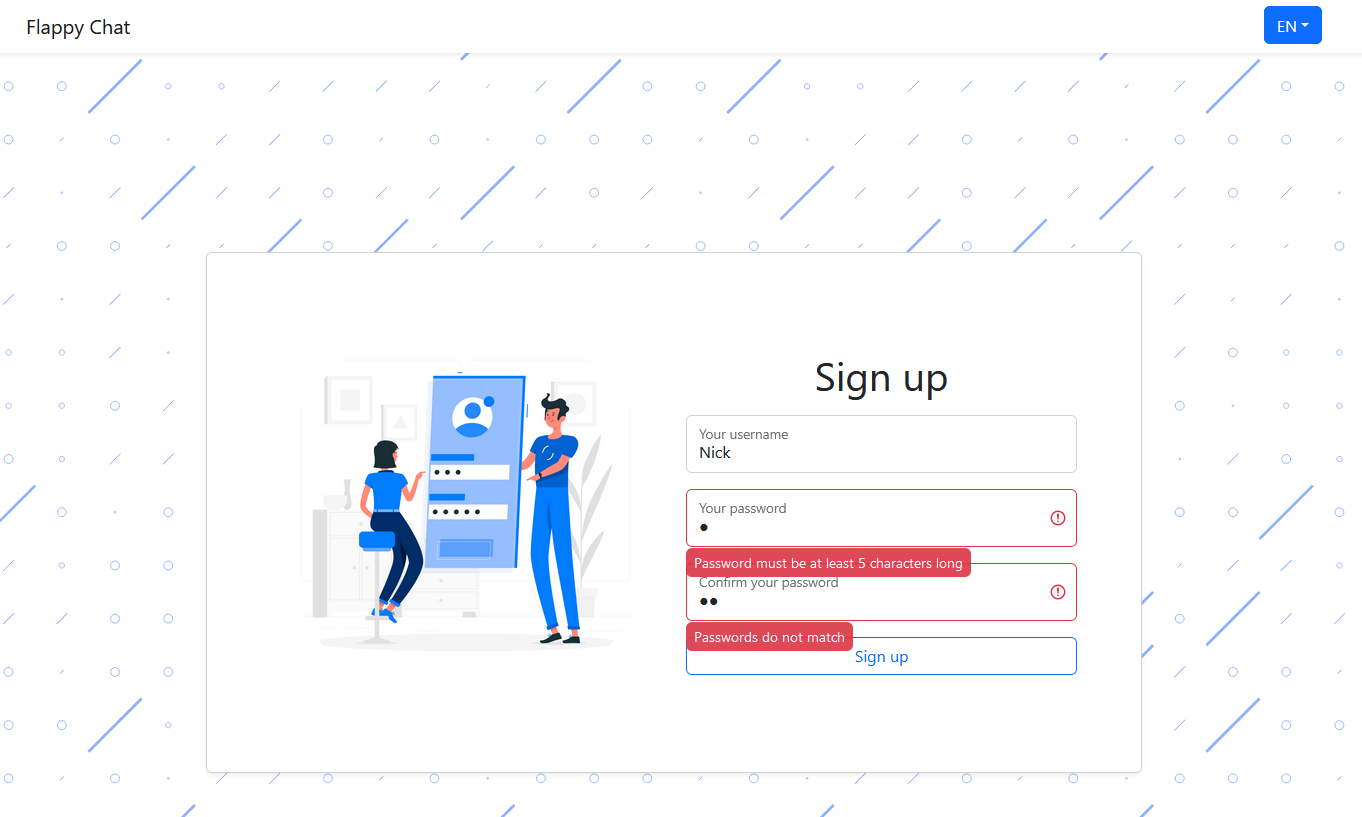 Flappy Chat
EN
Sign up
Your username
Nick
Your password
Password must be at least 5 characters long
Confirm your password
Passwords do not match
Sign up